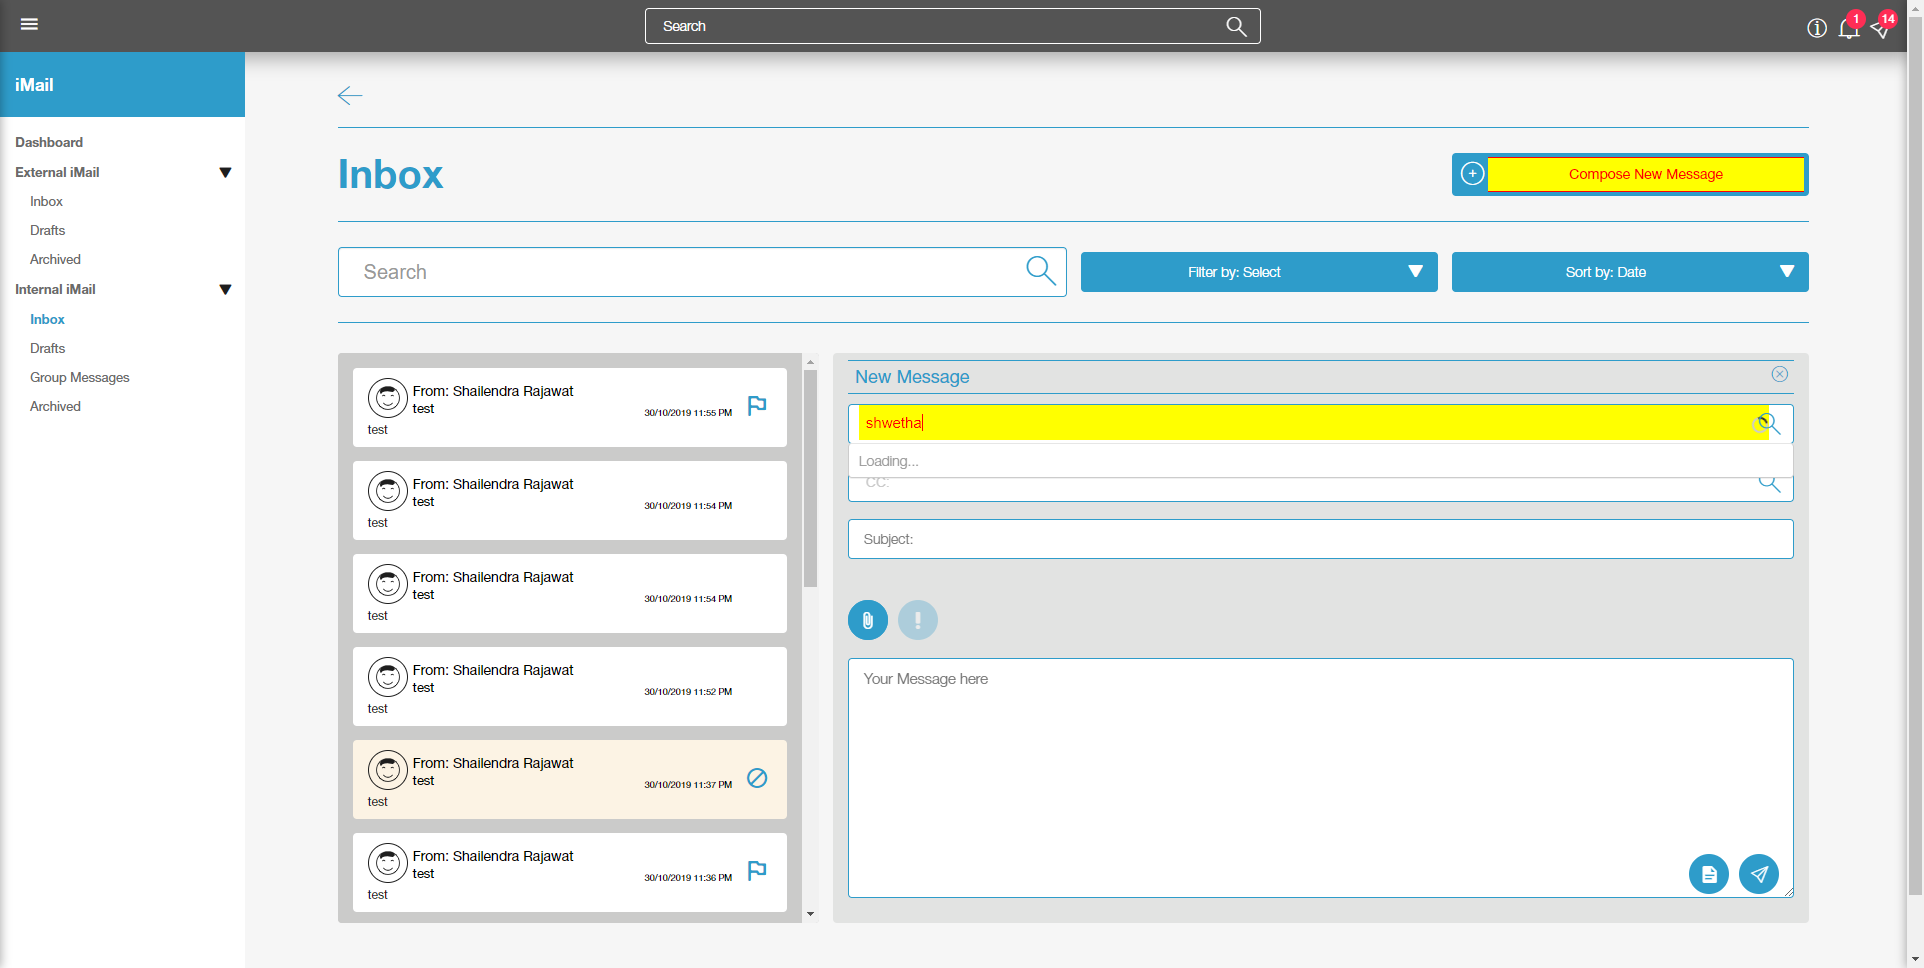 Search
1
14
iMail
Dashboard
External iMail
Inbox
Drafts
Archived
Internal iMail
Inbox
Drafts
Group Messages
Archived
Inbox
Compose New Message
Search
Filter by: Select
Sort by: Date
From: Shailendra Rajawat
test
30/10/2019 11:55 PM
test
From: Shailendra Rajawat
test
30/10/2019 11:54 PM
test
From: Shailendra Rajawat
test
30/10/2019 11:54 PM
test
From: Shailendra Rajawat
test
30/10/2019 11:52 PM
test
From: Shailendra Rajawat
test
30/10/2019 11:37 PM
test
From: Shailendra Rajawat
test
30/10/2019 11:36 PM
test
New Message
shwetha
Loading...
CC:
Subject:
Your Message here